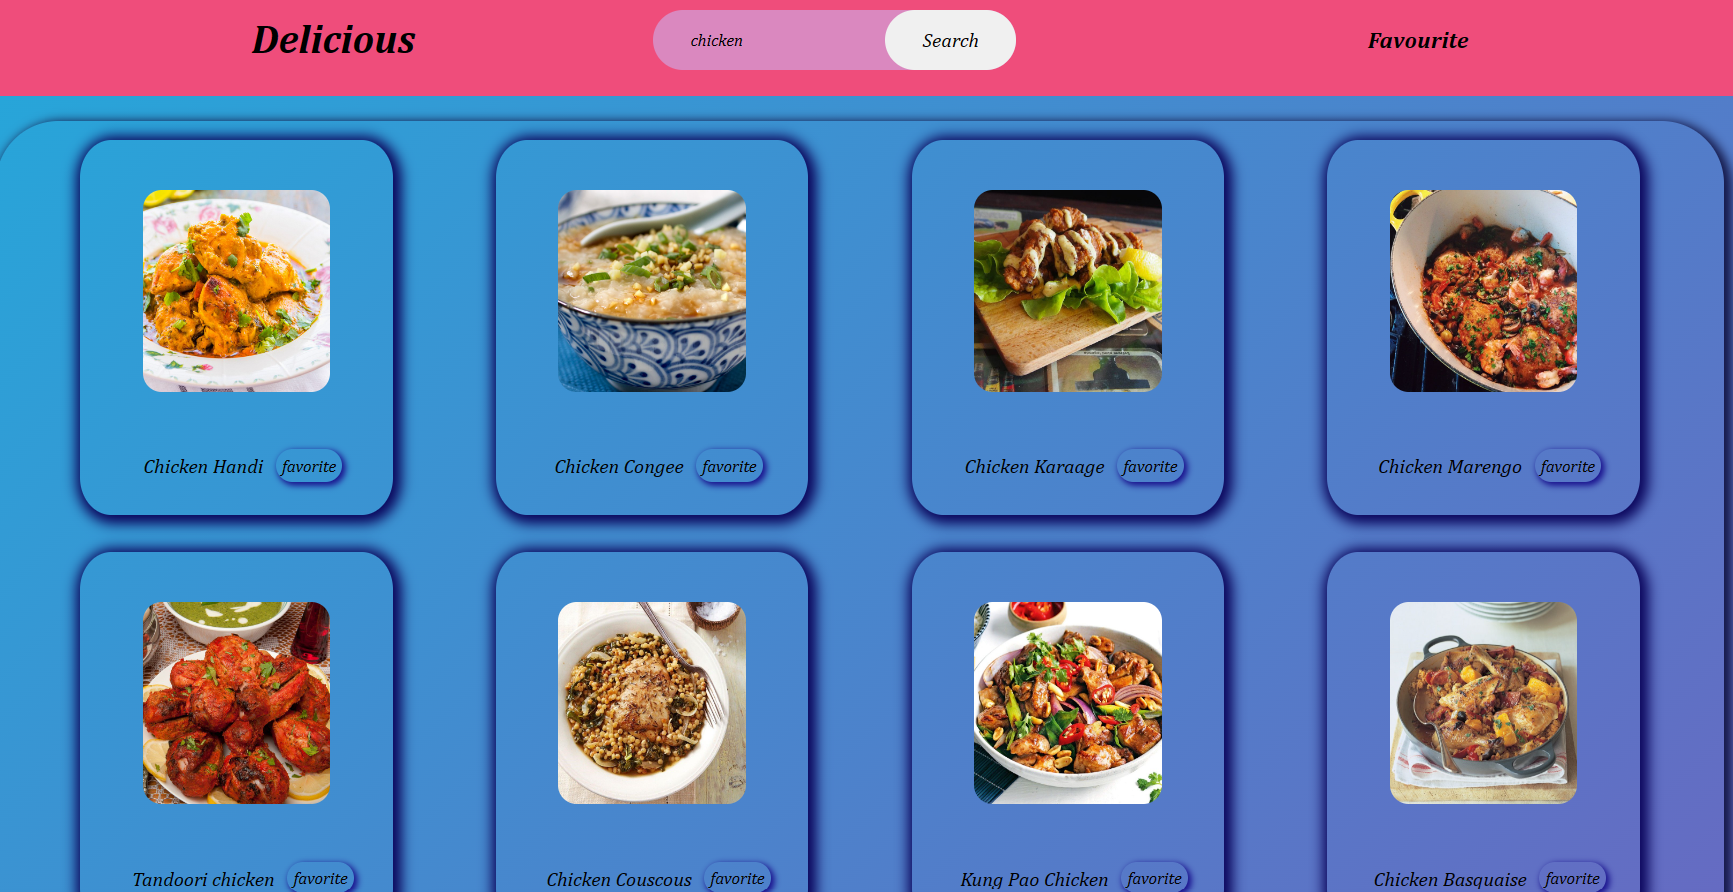 Delicious
chicken
Search
Favourite
Chicken Handi favorite
Chicken Congee favorite
Chicken Karaage favorite
Chicken Marengo favorite
Tandoori chicken favorite
Chicken Couscous favorite
Kung Pao Chicken favorite
Chicken Basquaise favorite